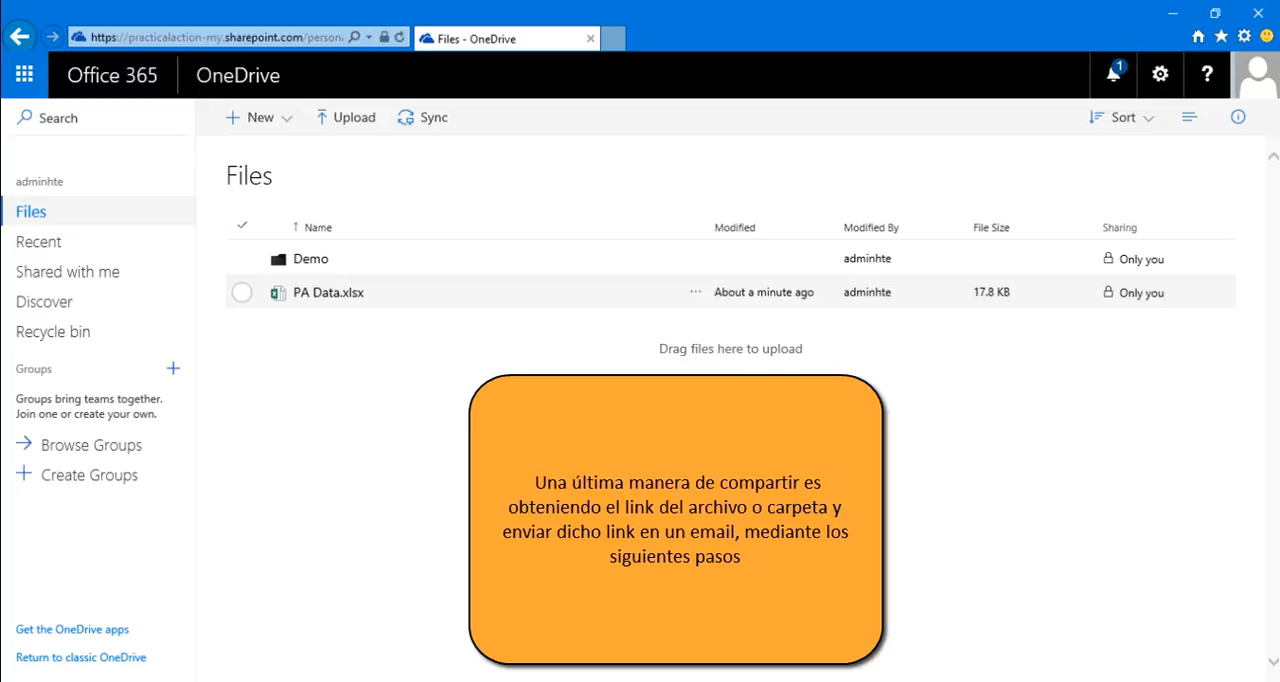 https://practicalaction-my.sharepoint.com/person
Files - OneDrive
Office 365
OneDrive
1
?
Search
New
Upload
Sync
Sort
adminhte
Files
Recent
Shared with me
Discover
Recycle bin
Groups
Groups bring teams together.
Join one or create your own.
Browse Groups
Create Groups
Get the OneDrive apps
Return to classic OneDrive
Files
Name Modified Modified By File Size Sharing
Demo adminhte Only you
PA Data.xlsx ... About a minute ago adminhte 17.8 KB Only you
Drag files here to upload
Una última manera de compartir es
obteniendo el link del archivo o carpeta y
enviar dicho link en un email, mediante los
siguientes pasos